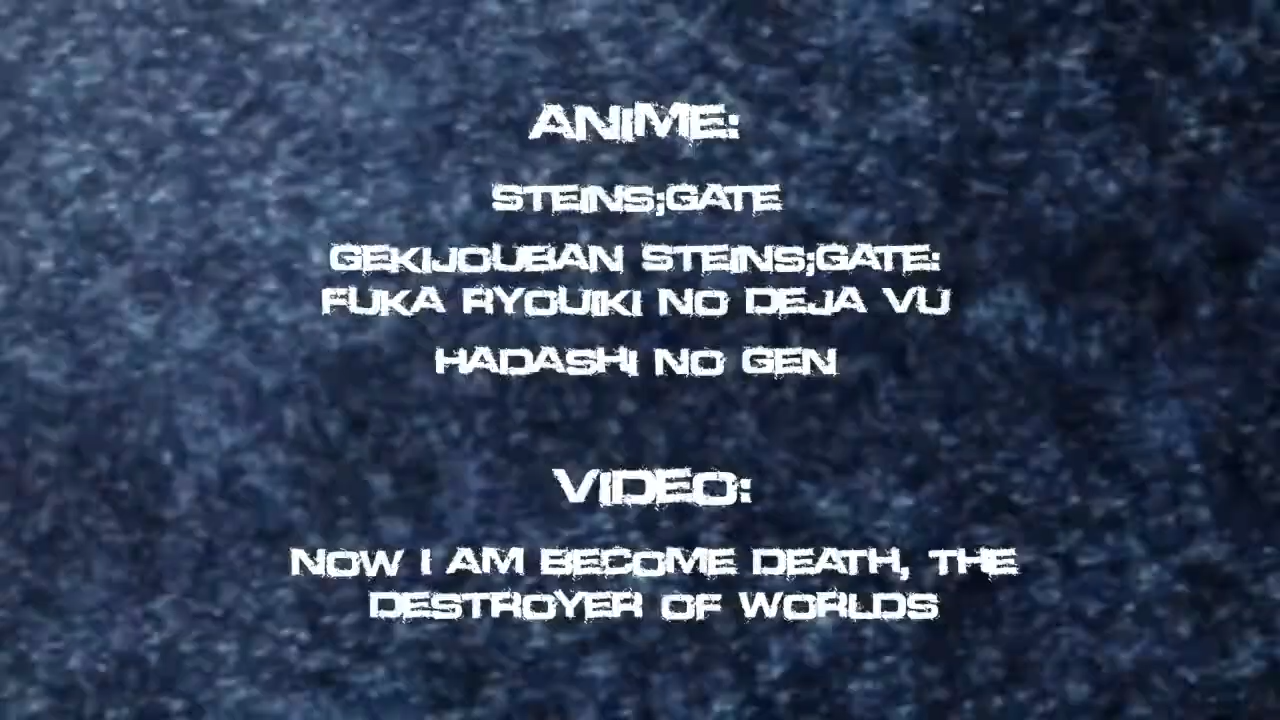 ANIME:
STEINS;GATE
GEKIJOUBAN STEINS;GATE:
FUKA RYOUIKI NO DEJA VU
HADASHI NO GEN
VIDEO:
NOW I AM BECOME DEATH, THE
DESTROYER OF WORLDS